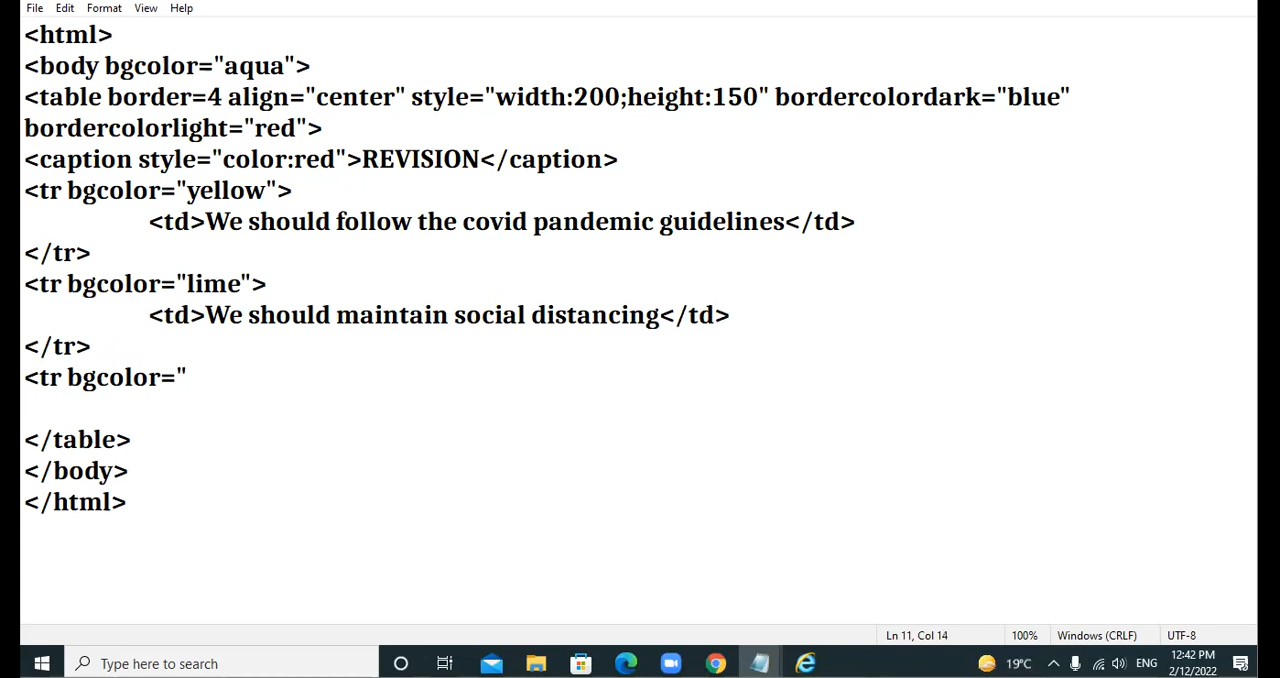 File Edit Format View Help
<html>
<body bgcolor="aqua">
<table border=4 align="center" style="width:200;height:150" bordercolordark="blue"
bordercolorlight="red">
<caption style="color:red">REVISION</caption>
<tr bgcolor="yellow">
<td>We should follow the covid pandemic guidelines</td>
</tr>
<tr bgcolor="lime">
<td>We should maintain social distancing</td>
</tr>
<tr bgcolor="
</table>
</body>
</html>
Ln 11, Col 14 100% Windows (CRLF) UTF-8
Type here to search 19°C ENG 12:42 PM
2/12/2022